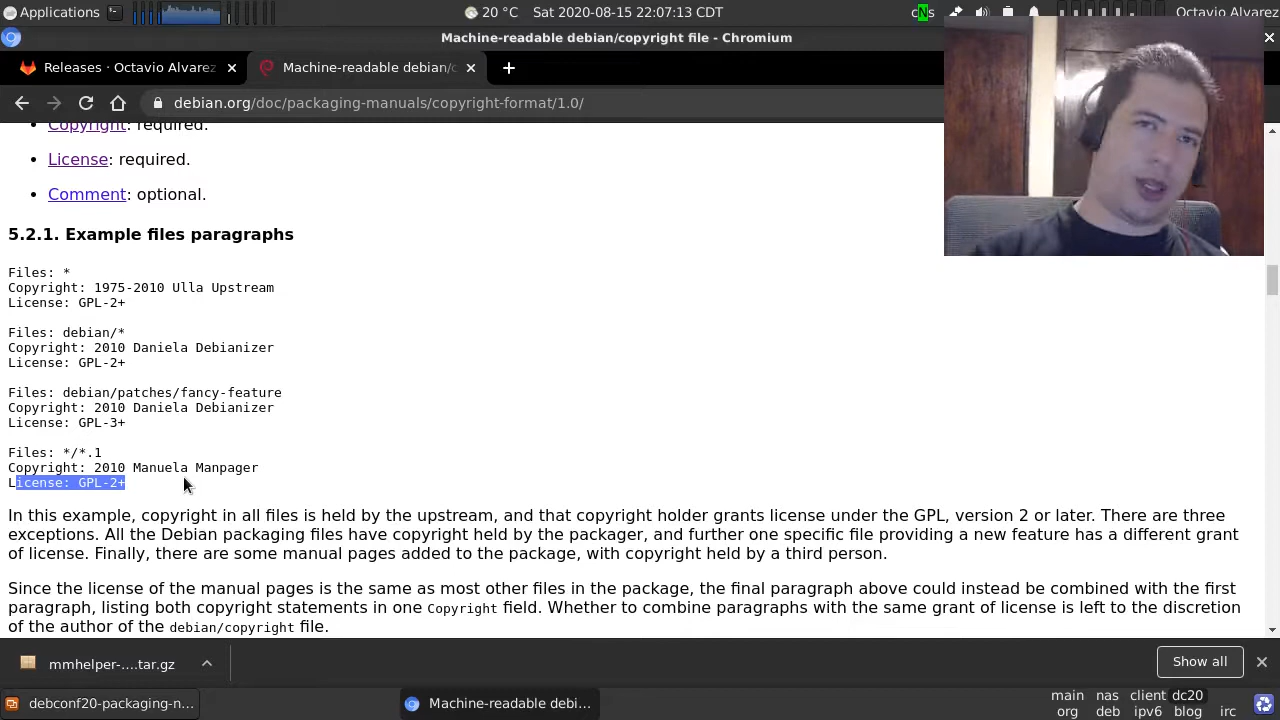 Applications
20 °C
Sat 2020-08-15 22:07:13 CDT
Octavio Alvarez
Machine-readable debian/copyright file - Chromium
Releases · Octavio Alvarez
Machine-readable debian/c
debian.org/doc/packaging-manuals/copyright-format/1.0/
• Copyright: required.
• License: required.
• Comment: optional.
5.2.1. Example files paragraphs
Files: *
Copyright: 1975-2010 Ulla Upstream
License: GPL-2+
Files: debian/*
Copyright: 2010 Daniela Debianizer
License: GPL-2+
Files: debian/patches/fancy-feature
Copyright: 2010 Daniela Debianizer
License: GPL-3+
Files: */*.1
Copyright: 2010 Manuela Manpager
License: GPL-2+
In this example, copyright in all files is held by the upstream, and that copyright holder grants license under the GPL, version 2 or later. There are three
exceptions. All the Debian packaging files have copyright held by the packager, and further one specific file providing a new feature has a different grant
of license. Finally, there are some manual pages added to the package, with copyright held by a third person.
Since the license of the manual pages is the same as most other files in the package, the final paragraph above could instead be combined with the first
paragraph, listing both copyright statements in one Copyright field. Whether to combine paragraphs with the same grant of license is left to the discretion
of the author of the debian/copyright file.
mmhelper-....tar.gz
Show all
debconf20-packaging-n...
Machine-readable debi...
main nas client dc20
org deb ipv6 blog irc